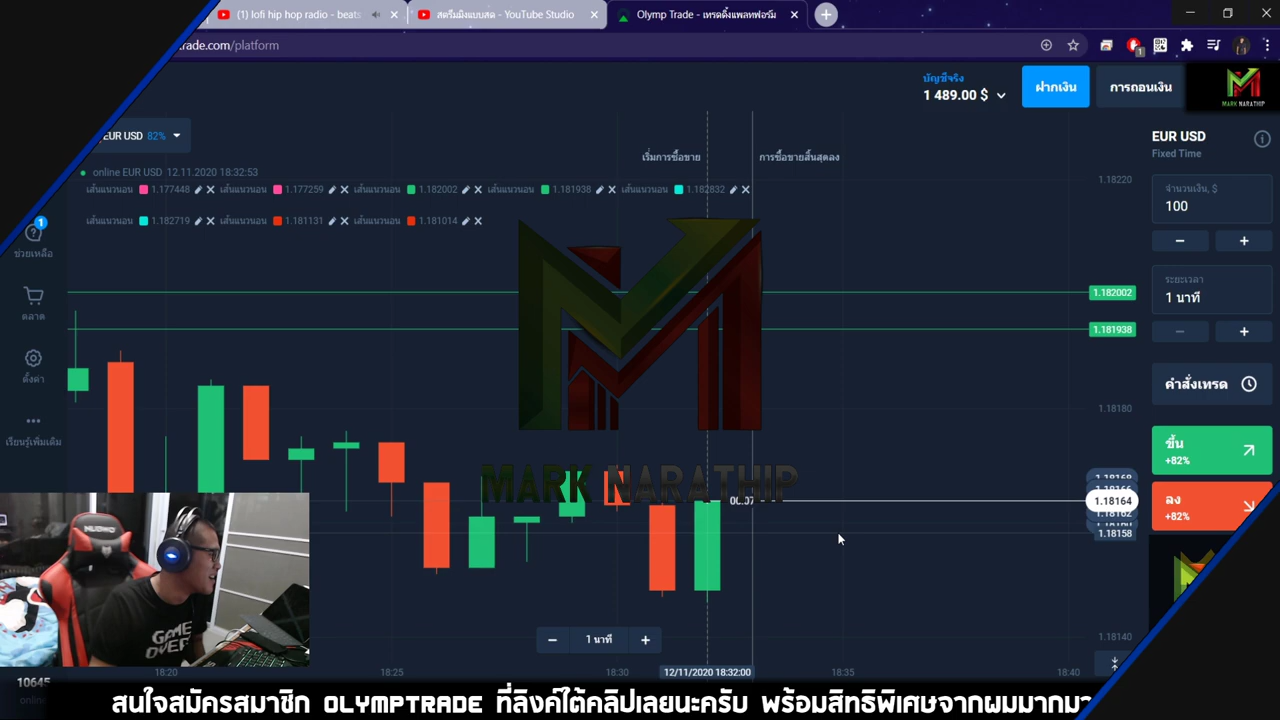 (1) lofi hip hop radio - beats
สตรีมมิงแบบสด - YouTube Studio
Olymp Trade - เทรดดิ้งแพลทฟอร์ม
trade.com/platform
1
บัญชีจริง
1 489.00 $
ฝากเงิน
การถอนเงิน
MARK NARATHIP
EUR USD 82%
EUR USD
Fixed Time
เริ่มการซื้อขาย
การซื้อขายสิ้นสุดลง
online EUR USD 12.11.2020 18:32:53
เส้นแนวนอน 1.177448 เส้นแนวนอน 1.177259 เส้นแนวนอน 1.182002 เส้นแนวนอน 1.181938 เส้นแนวนอน 1.182832
เส้นแนวนอน 1.182719 เส้นแนวนอน 1.181131 เส้นแนวนอน 1.181014
1.18220
จำนวนเงิน, $
100
1
ช่วยเหลือ
ระยะเวลา
1 นาที
1.182002
ตลาด
1.181938
ตั้งค่า
คำสั่งเทรด
1.18180
เรียนรู้เพิ่มเติม
ขึ้น
+82%
MARK NARATHIP
00:07
1.18164
1.18158
ลง
+82%
GAME
OVER
1 นาที
1.18140
18:20
18:25
18:30
12/11/2020 18:32:00
18:35
18:40
10645
online
สนใจสมัครสมาชิก OLYMPTRADE ที่ลิงค์ใต้คลิปเลยนะครับ พร้อมสิทธิพิเศษจากผมมากมา